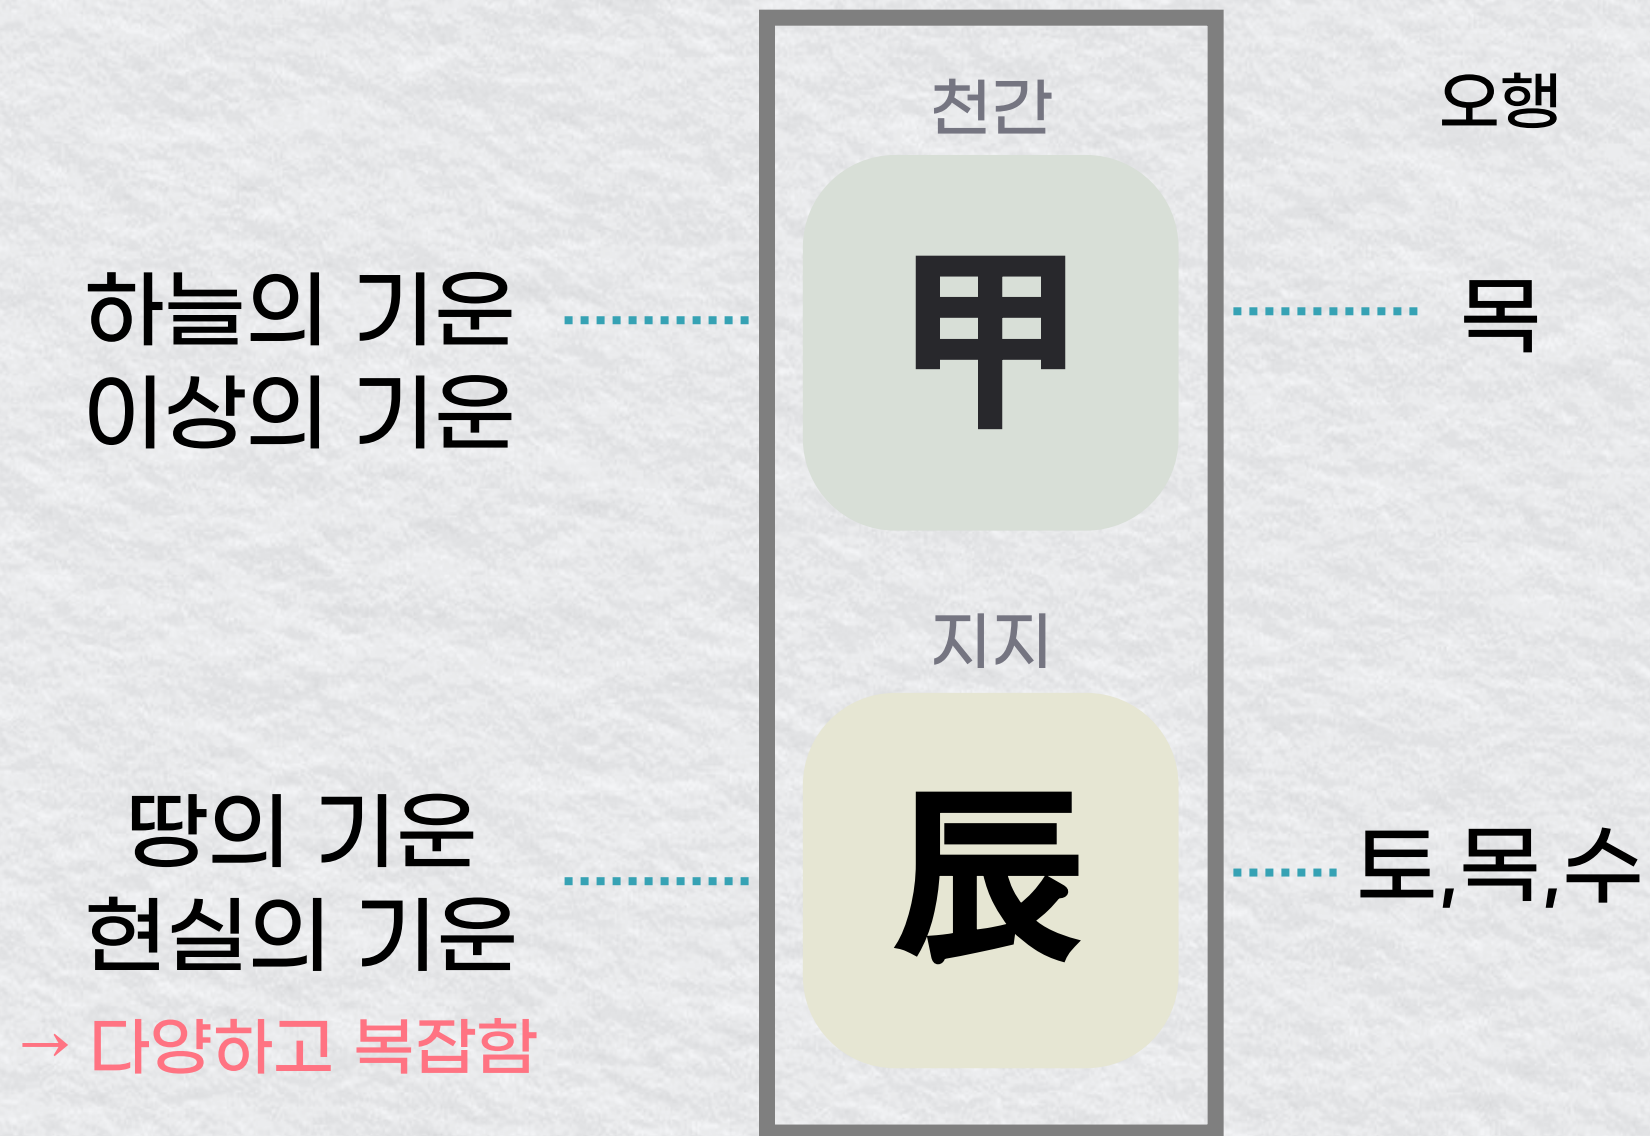 천간
오행
하늘의 기운
이상의 기운
甲
목
지지
땅의 기운
현실의 기운
→ 다양하고 복잡함
辰
토,목,수